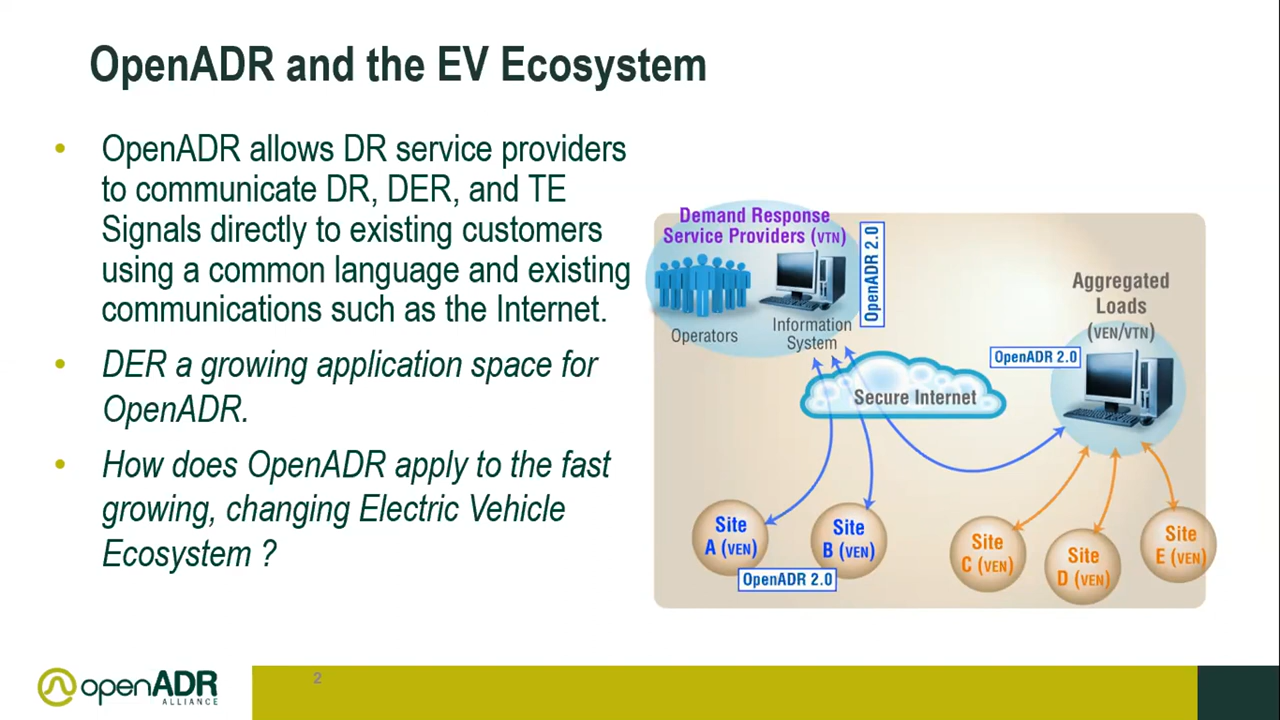 OpenADR and the EV Ecosystem
• OpenADR allows DR service providers
to communicate DR, DER, and TE
Signals directly to existing customers
using a common language and existing
communications such as the Internet.
• DER a growing application space for
OpenADR.
• How does OpenADR apply to the fast
growing, changing Electric Vehicle
Ecosystem ?
Demand Response
Service Providers (VTN)
OpenADR 2.0
Operators
Information
System
Secure Internet
Aggregated
Loads
(VEN/VTN)
OpenADR 2.0
Site
A (VEN)
Site
B (VEN)
OpenADR 2.0
Site
C (VEN)
Site
D (VEN)
Site
E (VEN)
openADR
ALLIANCE
2